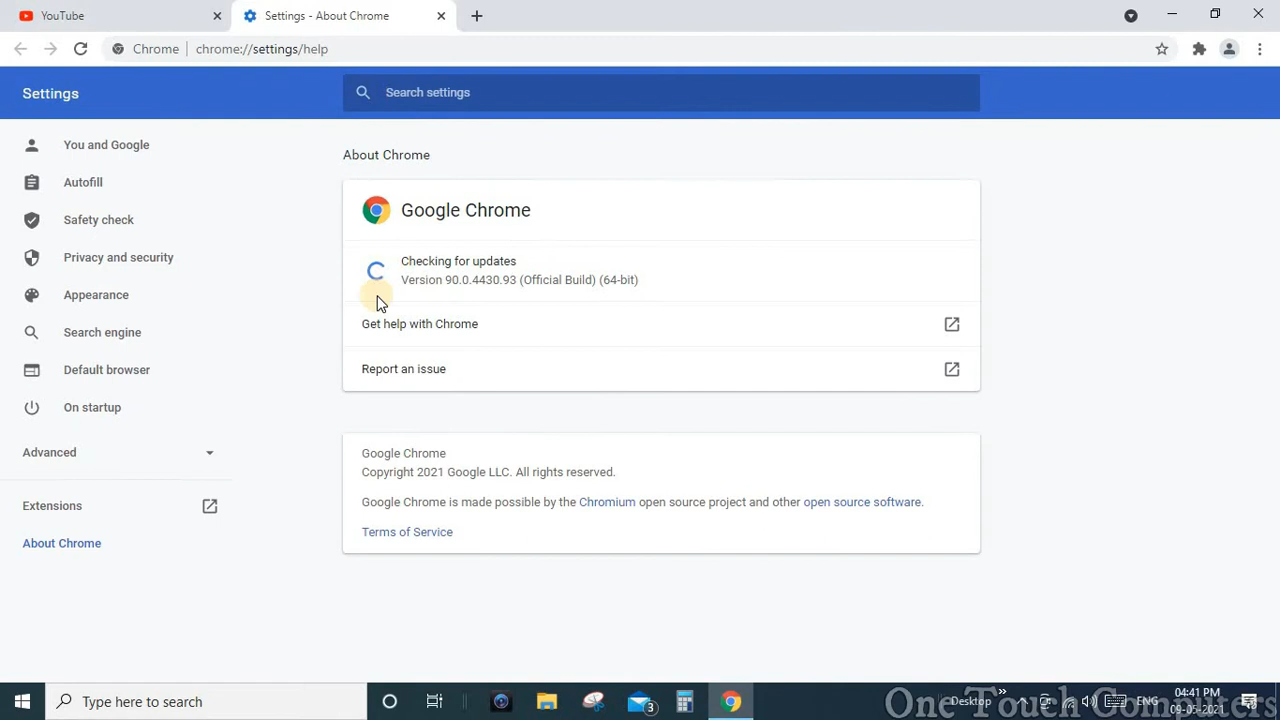 YouTube
Settings - About Chrome
Chrome
chrome://settings/help
Settings
Search settings
You and Google
Autofill
Safety check
Privacy and security
Appearance
Search engine
Default browser
On startup
Advanced
Extensions
About Chrome
About Chrome
Google Chrome
Checking for updates
Version 90.0.4430.93 (Official Build) (64-bit)
Get help with Chrome
Report an issue
Google Chrome
Copyright 2021 Google LLC. All rights reserved.
Google Chrome is made possible by the Chromium open source project and other open source software.
Terms of Service
Type here to search
3
Desktop
ENG
04:41 PM
09-05-2021
One Touch Computers